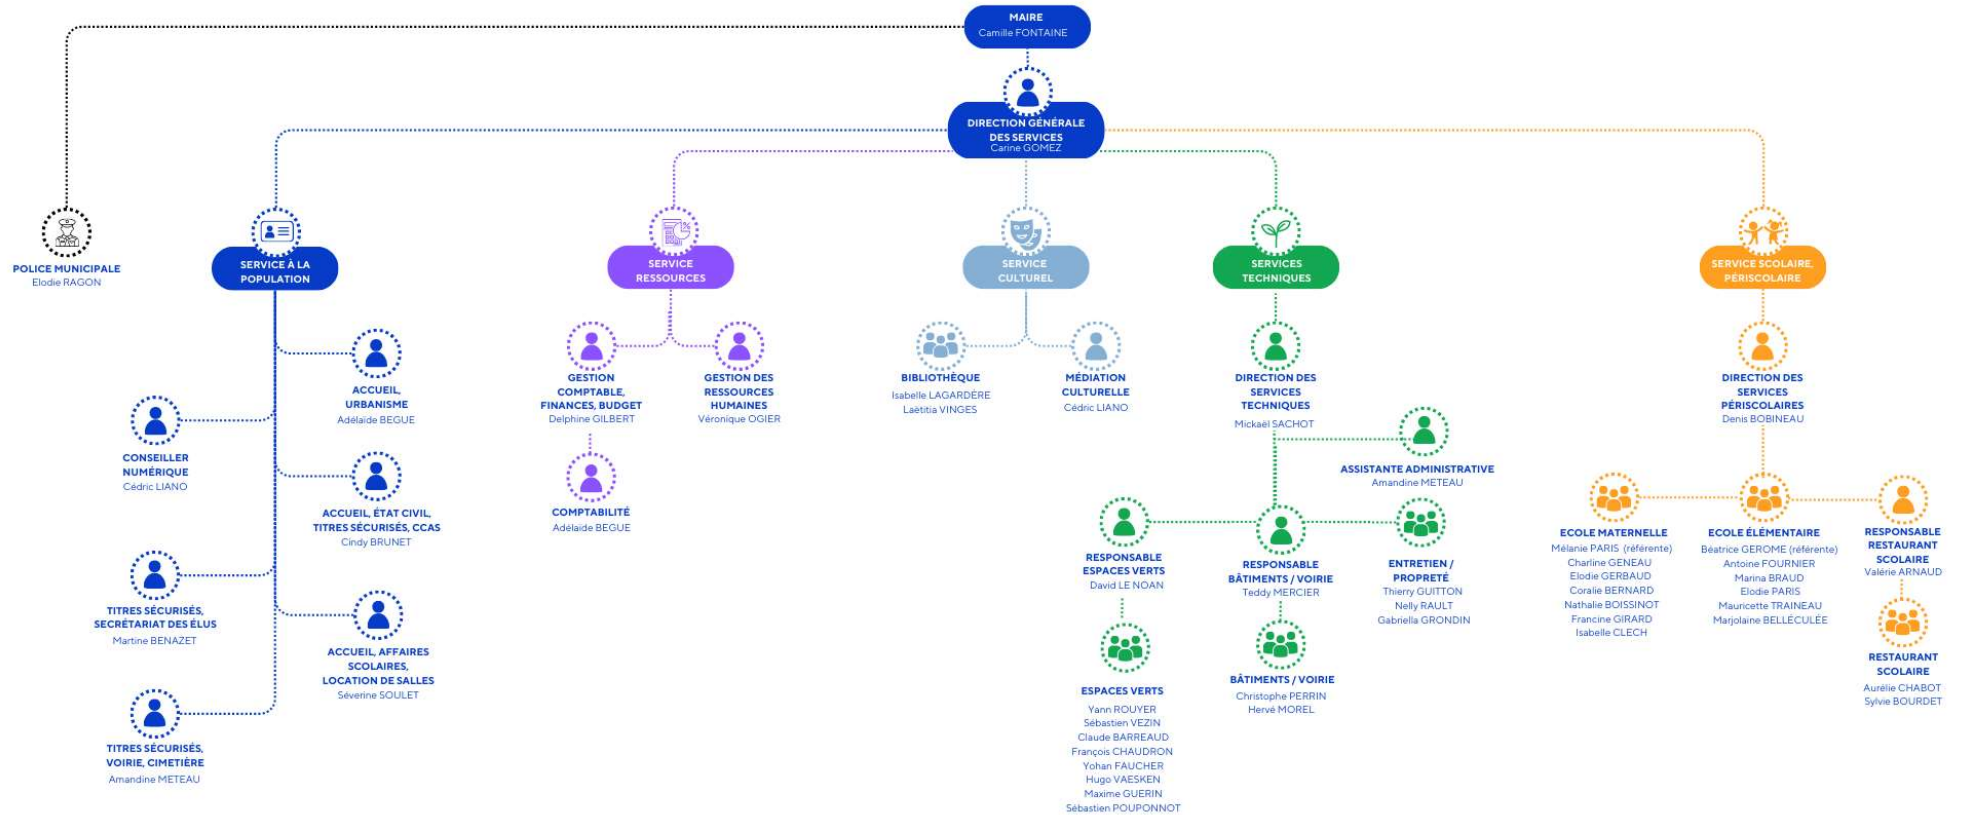 MAIRE
Camille FONTAINE
DIRECTION GÉNÉRALE
DES SERVICES
Carine GOMEZ
POLICE MUNICIPALE
Elodie RAGON
SERVICE À LA
POPULATION
ACCUEIL,
URBANISME
Adélaïde BEGUE
CONSEILLER
NUMÉRIQUE
Cédric LIANO
ACCUEIL, ÉTAT CIVIL,
TITRES SÉCURISÉS, CCAS
Cindy BRUNET
TITRES SÉCURISÉS,
SECRÉTARIAT DES ÉLUS
Martine BENAZET
ACCUEIL, AFFAIRES
SCOLAIRES,
LOCATION DE SALLES
Séverine SOULET
TITRES SÉCURISÉS,
VOIRIE, CIMETIÈRE
Amandine METEAU
SERVICE
RESSOURCES
GESTION
COMPTABLE,
FINANCES, BUDGET
Delphine GILBERT
COMPTABILITÉ
Adélaïde BEGUE
GESTION DES
RESSOURCES
HUMAINES
Véronique OGIER
SERVICE
CULTUREL
BIBLIOTHÈQUE
Isabelle LAGARDÈRE
Laëtitia VINGES
MÉDIATION
CULTURELLE
Cédric LIANO
SERVICES
TECHNIQUES
DIRECTION DES
SERVICES
TECHNIQUES
Mickaël SACHOT
ASSISTANTE ADMINISTRATIVE
Amandine METEAU
RESPONSABLE
ESPACES VERTS
David LE NOAN
ESPACES VERTS
Yann ROUYER
Sébastien VEZIN
Claude BARREAUD
François CHAUDRON
Yohan FAUCHER
Hugo VAESKEN
Maxime GUERIN
Sébastien POUPONNOT
RESPONSABLE
BÂTIMENTS / VOIRIE
Teddy MERCIER
BÂTIMENTS / VOIRIE
Christophe PERRIN
Hervé MOREL
ENTRETIEN /
PROPRETÉ
Thierry GUITTON
Nelly RAULT
Gabriella GRONDIN
SERVICE SCOLAIRE,
PÉRISCOLAIRE
DIRECTION DES
SERVICES
PÉRISCOLAIRES
Denis BOBINEAU
ECOLE MATERNELLE
Mélanie PARIS (référente)
Charline GENEAU
Elodie GERBAUD
Coralie BERNARD
Nathalie BOISSINOT
Francine GIRARD
Isabelle CLECH
ECOLE ÉLÉMENTAIRE
Béatrice GEROME (référente)
Antoine FOURNIER
Marina BRAUD
Elodie PARIS
Mauricette TRAINEAU
Marjolaine BELLÉCULÉE
RESPONSABLE
RESTAURANT
SCOLAIRE
Valérie ARNAUD
RESTAURANT
SCOLAIRE
Aurélie CHABOT
Sylvie BOURDET